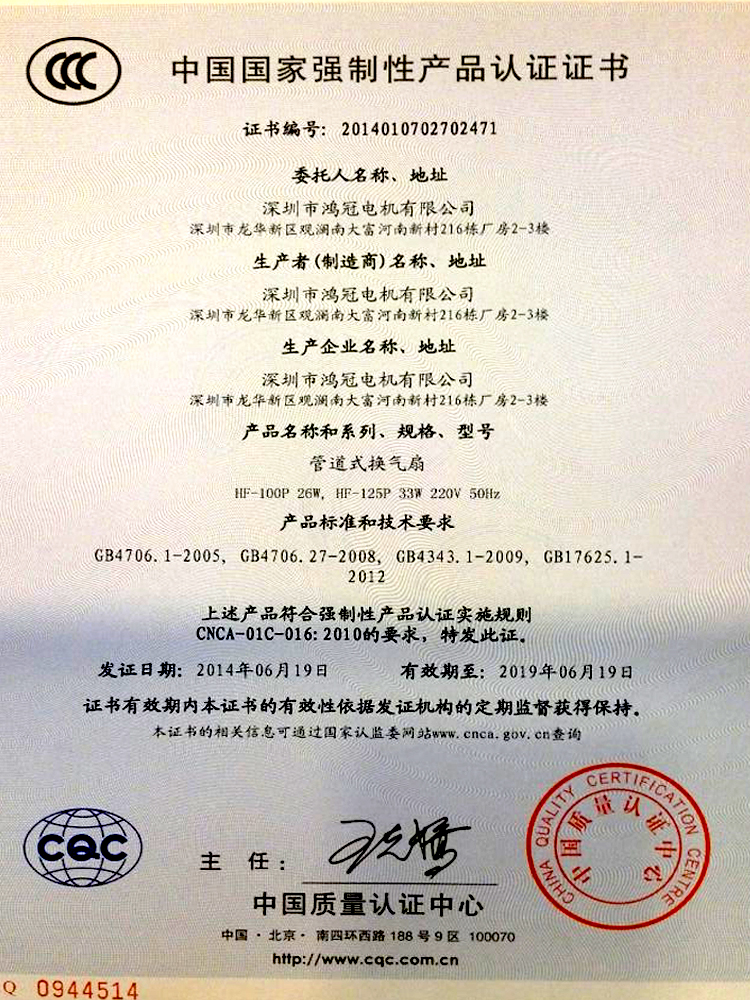 CCC
中国国家强制性产品认证证书
证书编号: 2014010702702471
委托人名称、地址
深圳市鸿冠电机有限公司
深圳市龙华新区观澜南大富河南新村216栋厂房2-3楼
生产者(制造商)名称、地址
深圳市鸿冠电机有限公司
深圳市龙华新区观澜南大富河南新村216栋厂房2-3楼
生产企业名称、地址
深圳市鸿冠电机有限公司
深圳市龙华新区观澜南大富河南新村216栋厂房2-3楼
产品名称和系列、规格、型号
管道式换气扇
HF-100P 26W, HF-125P 33W 220V 50Hz
产品标准和技术要求
GB4706.1-2005, GB4706.27-2008, GB4343.1-2009, GB17625.1-
2012
上述产品符合强制性产品认证实施规则
CNCA-01C-016:2010的要求，特发此证。
发证日期: 2014年06月19日 有效期至: 2019年06月19日
证书有效期内本证书的有效性依据发证机构的定期监督获得保持。
本证书的相关信息可通过国家认监委网站www.cnca.gov.cn查询
CQC
主 任:
CHINA QUALITY CERTIFICATION CENTRE
中国质量认证中心
中国质量认证中心
中国·北京·南四环西路188号9区 100070
http://www.cqc.com.cn
Q 0944514